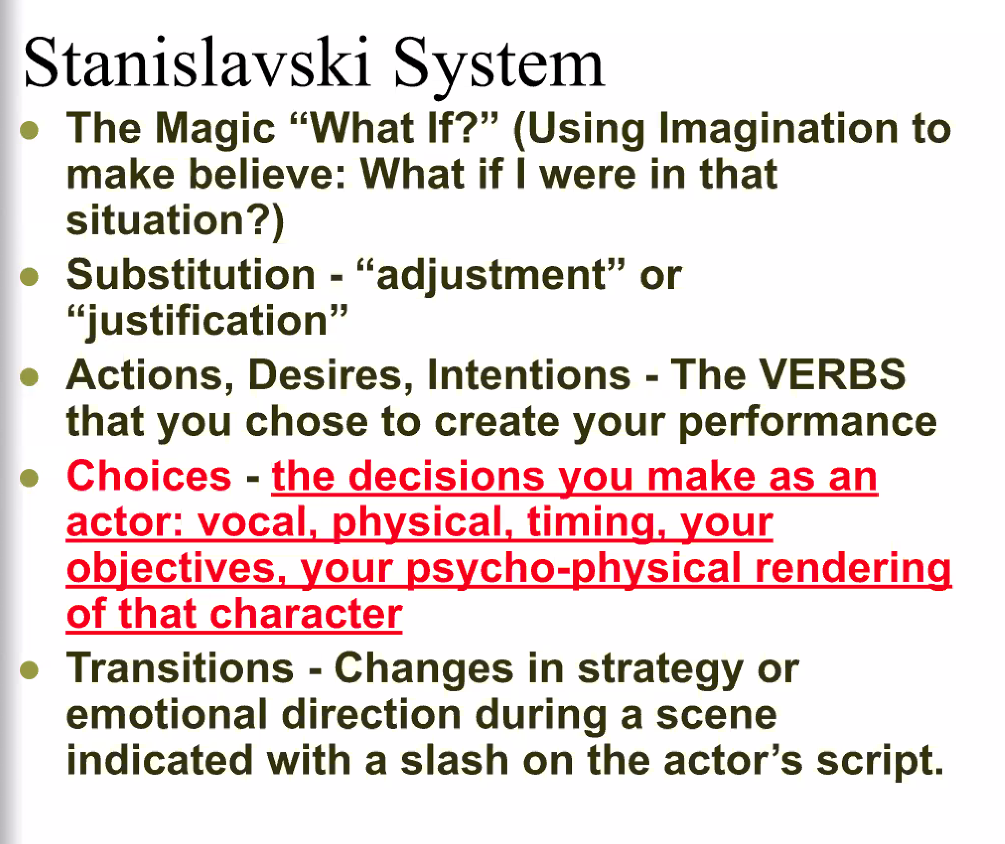 Stanislavski System
The Magic “What If?” (Using Imagination to
make believe: What if I were in that
situation?)
Substitution - “adjustment” or
“justification”
Actions, Desires, Intentions - The VERBS
that you chose to create your performance
Choices - the decisions you make as an
actor: vocal, physical, timing, your
objectives, your psycho-physical rendering
of that character
Transitions - Changes in strategy or
emotional direction during a scene
indicated with a slash on the actor’s script.